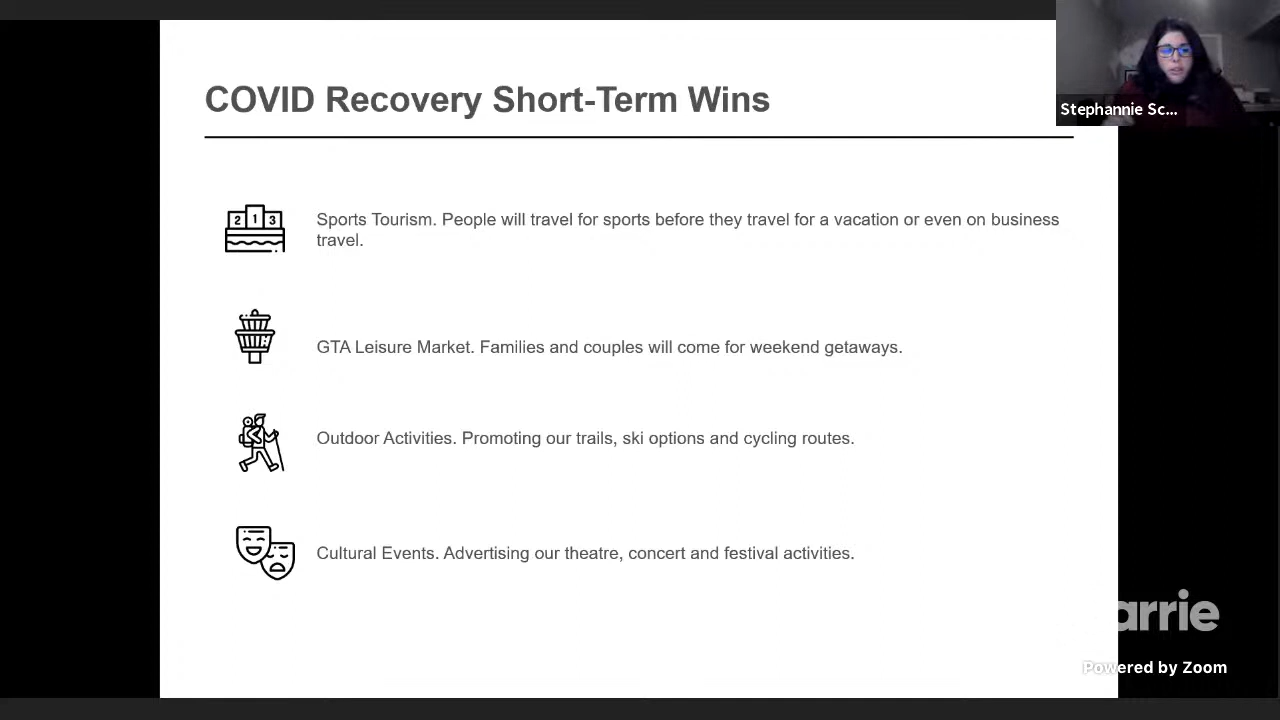 COVID Recovery Short-Term Wins
Stephannie Sc...
2 1 3
Sports Tourism. People will travel for sports before they travel for a vacation or even on business
travel.
GTA Leisure Market. Families and couples will come for weekend getaways.
Outdoor Activities. Promoting our trails, ski options and cycling routes.
Cultural Events. Advertising our theatre, concert and festival activities.
arrie
Powered by Zoom